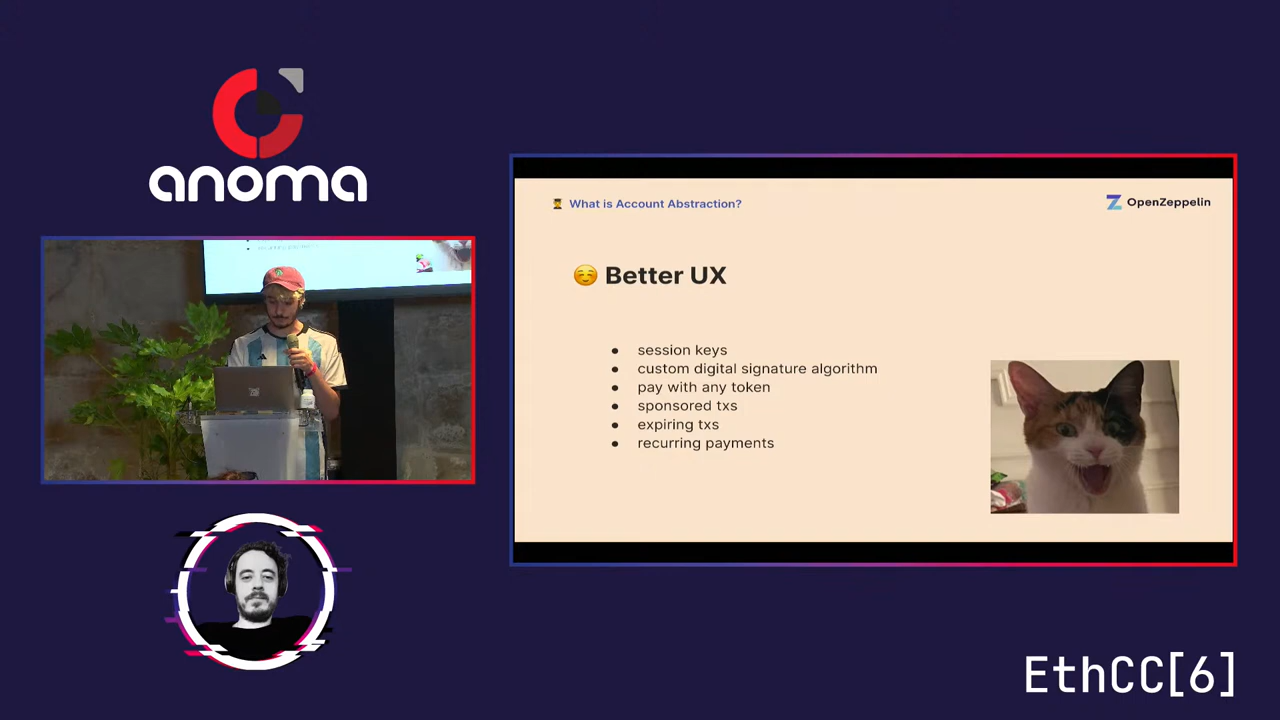 anoma
What is Account Abstraction?
OpenZeppelin
Better UX
session keys
custom digital signature algorithm
pay with any token
sponsored txs
expiring txs
recurring payments
EthCC[6]